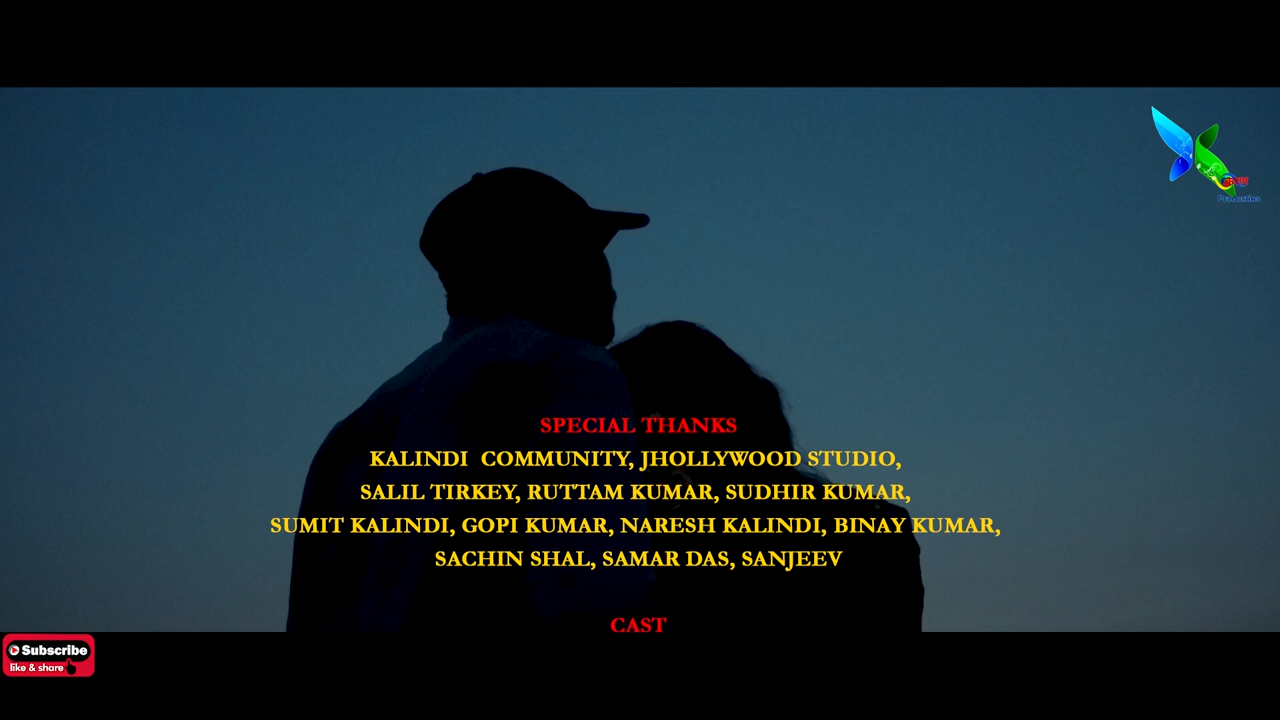 SPECIAL THANKS
KALINDI COMMUNITY, JHOLLYWOOD STUDIO,
SALIL TIRKEY, RUTTAM KUMAR, SUDHIR KUMAR,
SUMIT KALINDI, GOPI KUMAR, NARESH KALINDI, BINAY KUMAR,
SACHIN SHAL, SAMAR DAS, SANJEEV
CAST
Subscribe
like & share